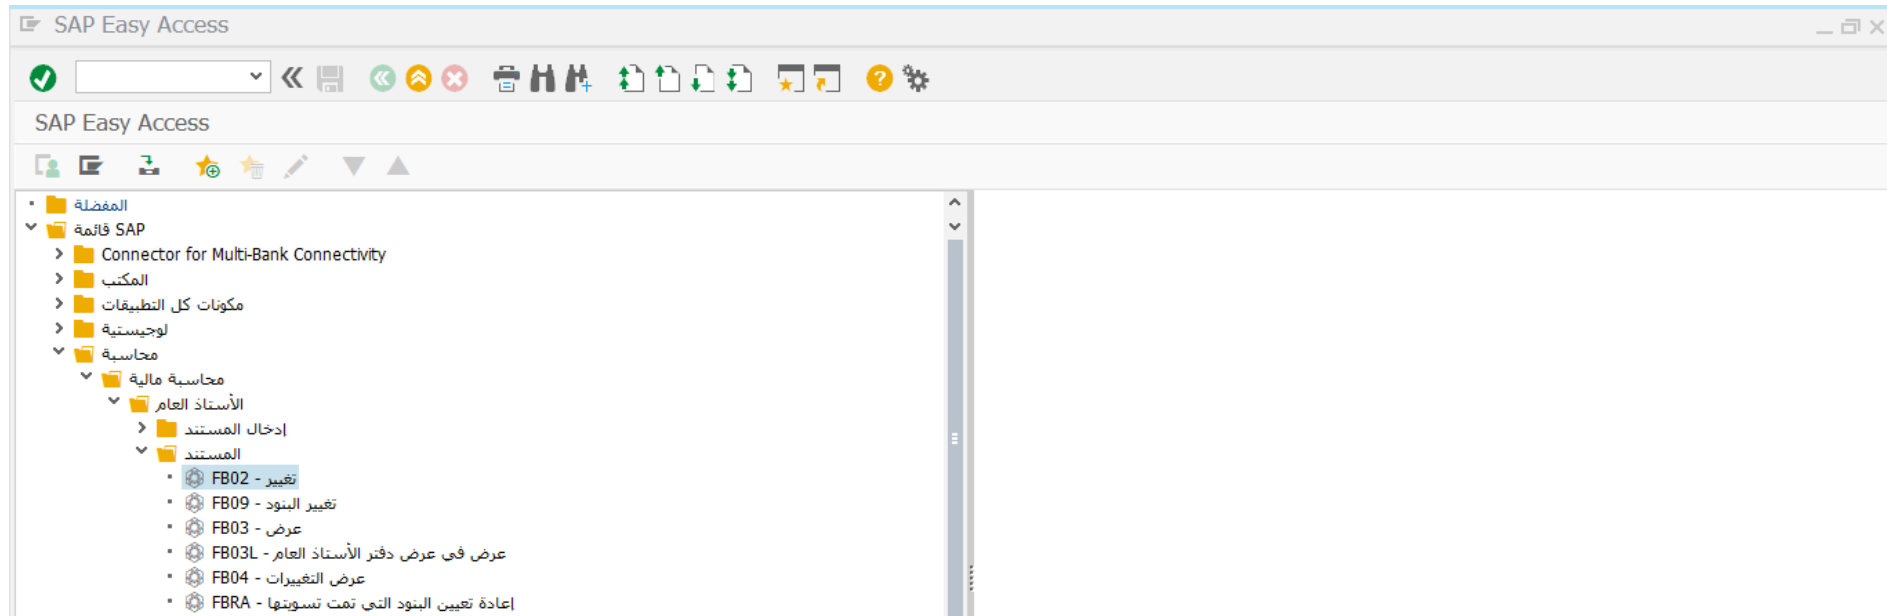 SAP Easy Access
SAP Easy Access
المفضلة
قائمة SAP
Connector for Multi-Bank Connectivity
المكتب
مكونات كل التطبيقات
لوجيستية
محاسبة
محاسبة مالية
الأستاذ العام
إدخال المستند
المستند
FB02 - تغيير
FB09 - تغيير البنود
FB03 - عرض
FB03L - عرض في عرض دفتر الأستاذ العام
FB04 - عرض التغييرات
FBRA - إعادة تعيين البنود التي تمت تسويتها